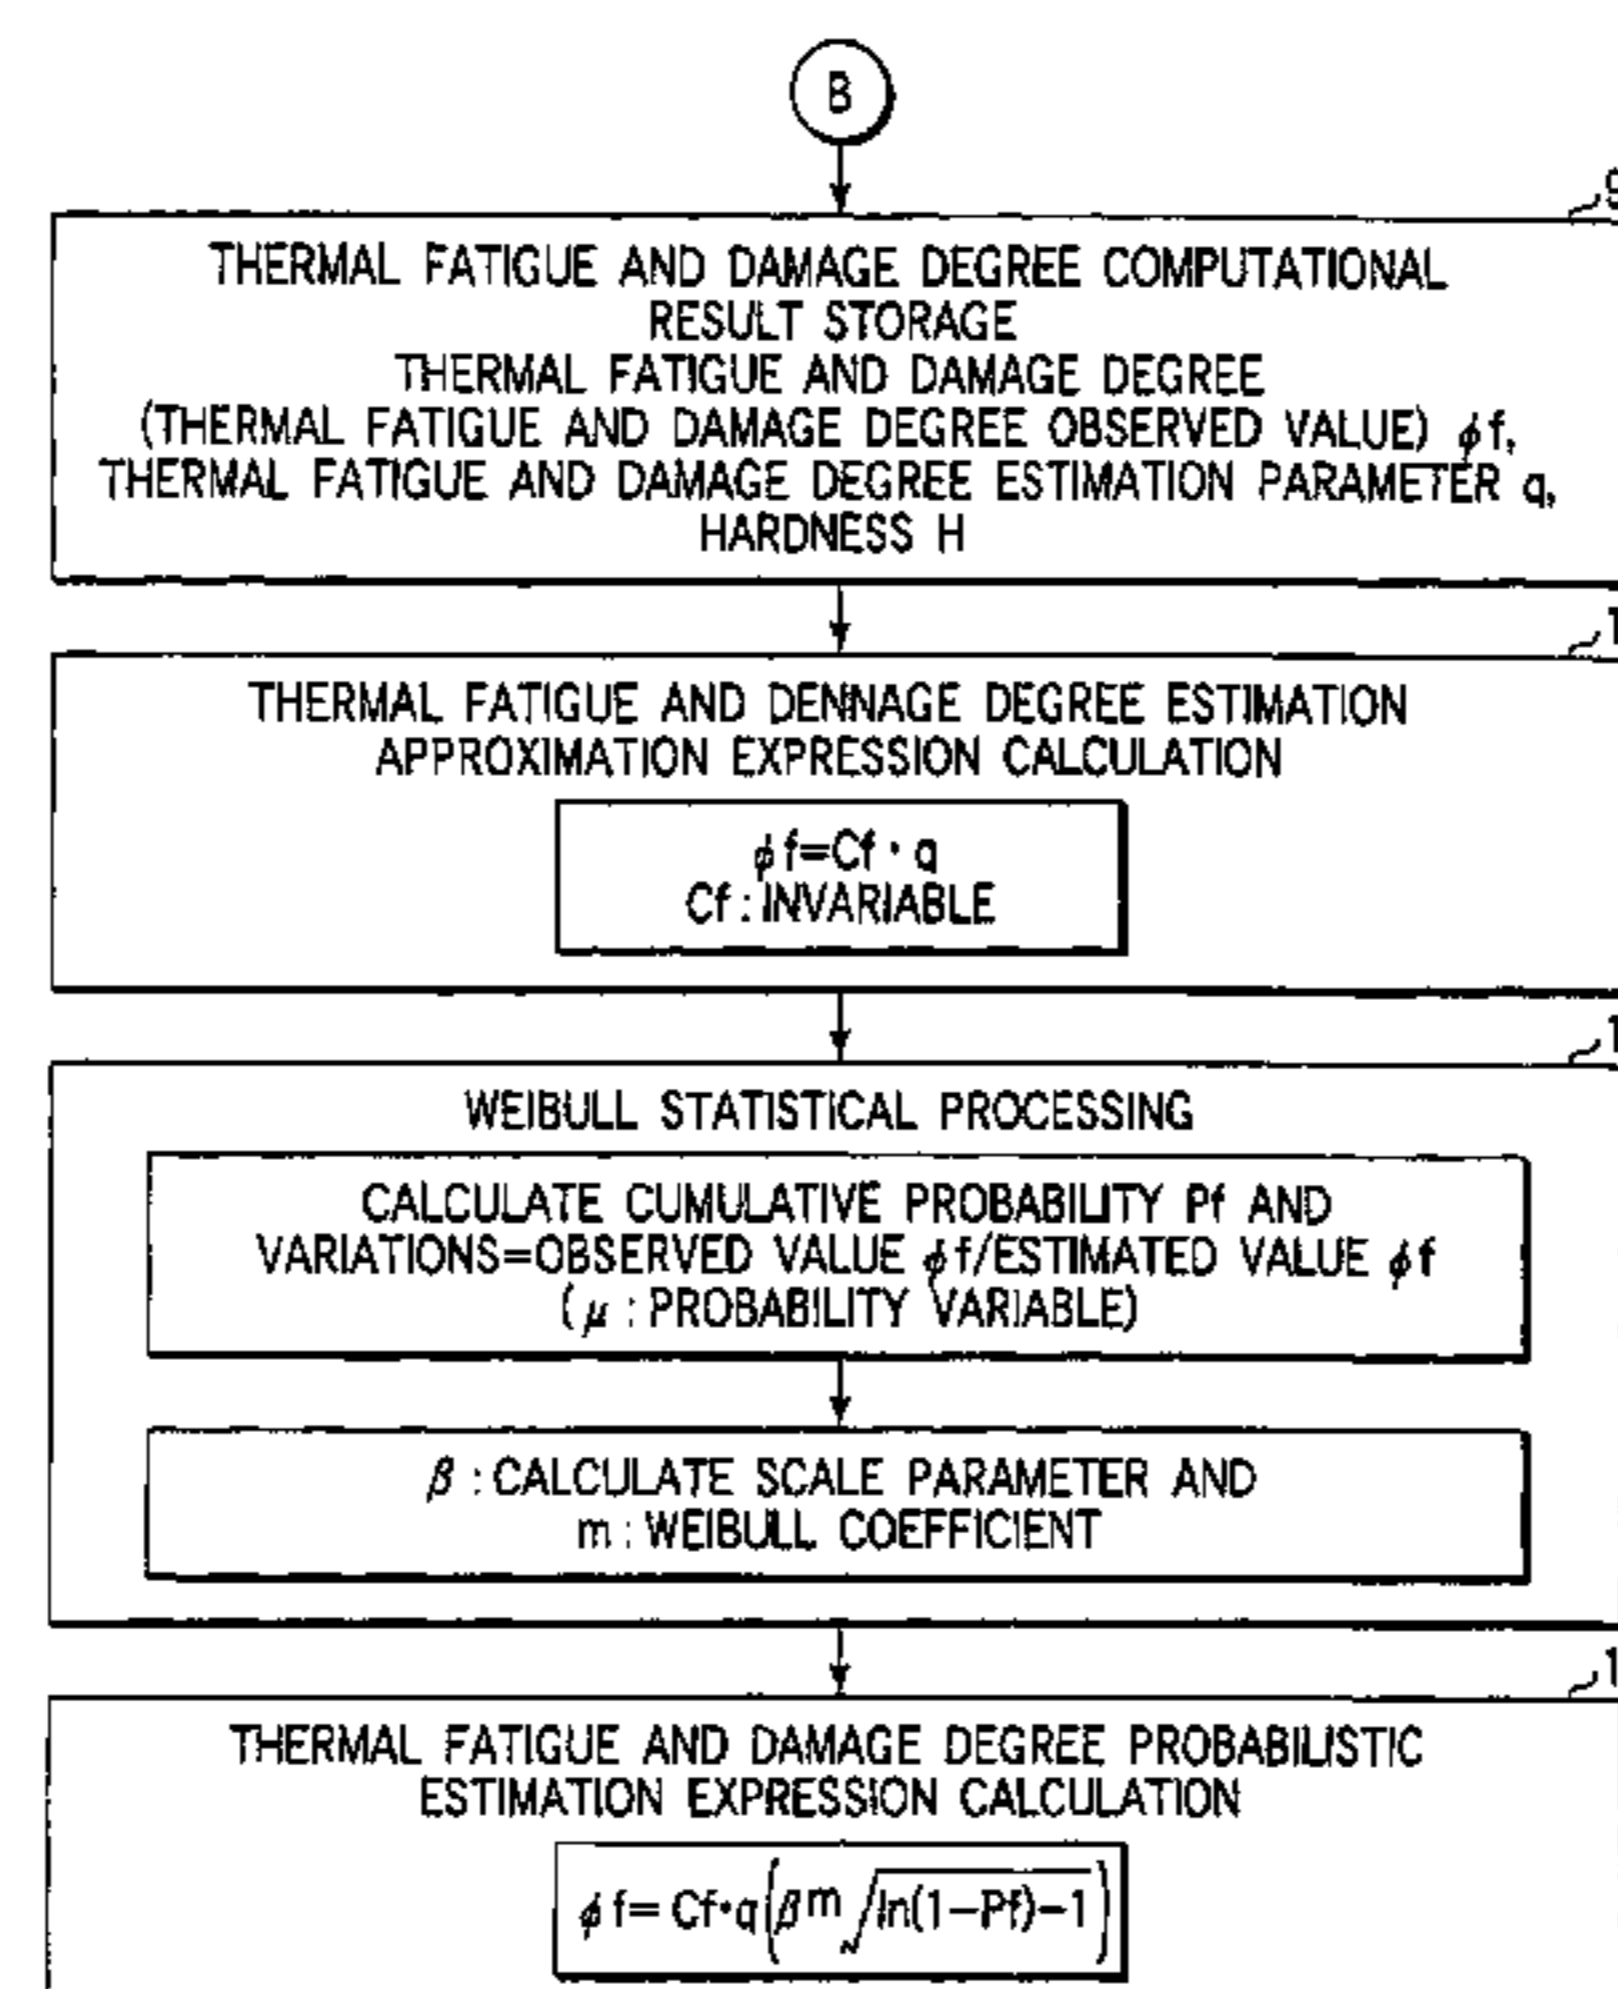 B
9
THERMAL FATIGUE AND DAMAGE DEGREE COMPUTATIONAL
RESULT STORAGE
THERMAL FATIGUE AND DAMAGE DEGREE
(THERMAL FATIGUE AND DAMAGE DEGREE OBSERVED VALUE) ϕf,
THERMAL FATIGUE AND DAMAGE DEGREE ESTIMATION PARAMETER q,
HARDNESS H
1
THERMAL FATIGUE AND DENNAGE DEGREE ESTIMATION
APPROXIMATION EXPRESSION CALCULATION
ϕf=Cf・q
Cf:INVARIABLE
1
WEIBULL STATISTICAL PROCESSING
CALCULATE CUMULATIVE PROBABILITY Pf AND
VARIATIONS=OBSERVED VALUE ϕf/ESTIMATED VALUE ϕf
(μ:PROBABILITY VARIABLE)
β:CALCULATE SCALE PARAMETER AND
m:WEIBULL COEFFICIENT
1
THERMAL FATIGUE AND DAMAGE DEGREE PROBABILISTIC
ESTIMATION EXPRESSION CALCULATION
ϕf=Cf・q(β m√ln(1-Pf)-1)